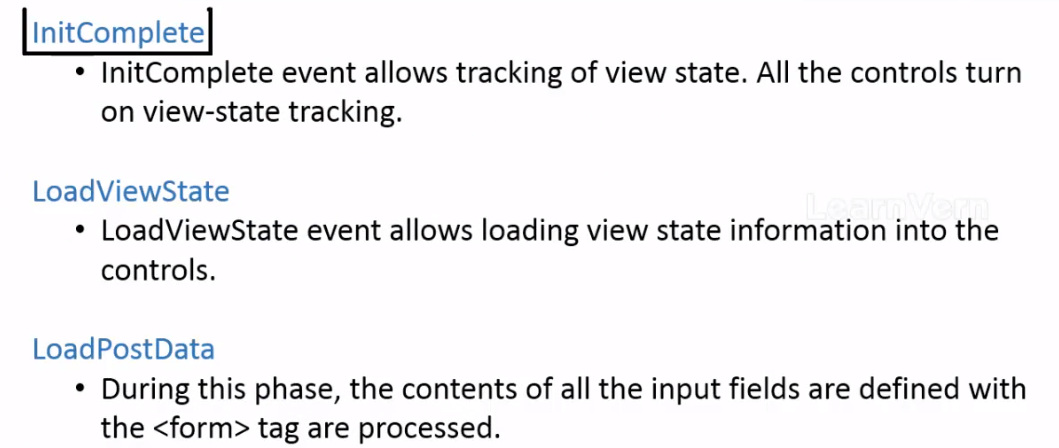 InitComplete
• InitComplete event allows tracking of view state. All the controls turn
on view-state tracking.
LoadViewState
LearnVern
• LoadViewState event allows loading view state information into the
controls.
LoadPostData
• During this phase, the contents of all the input fields are defined with
the <form> tag are processed.